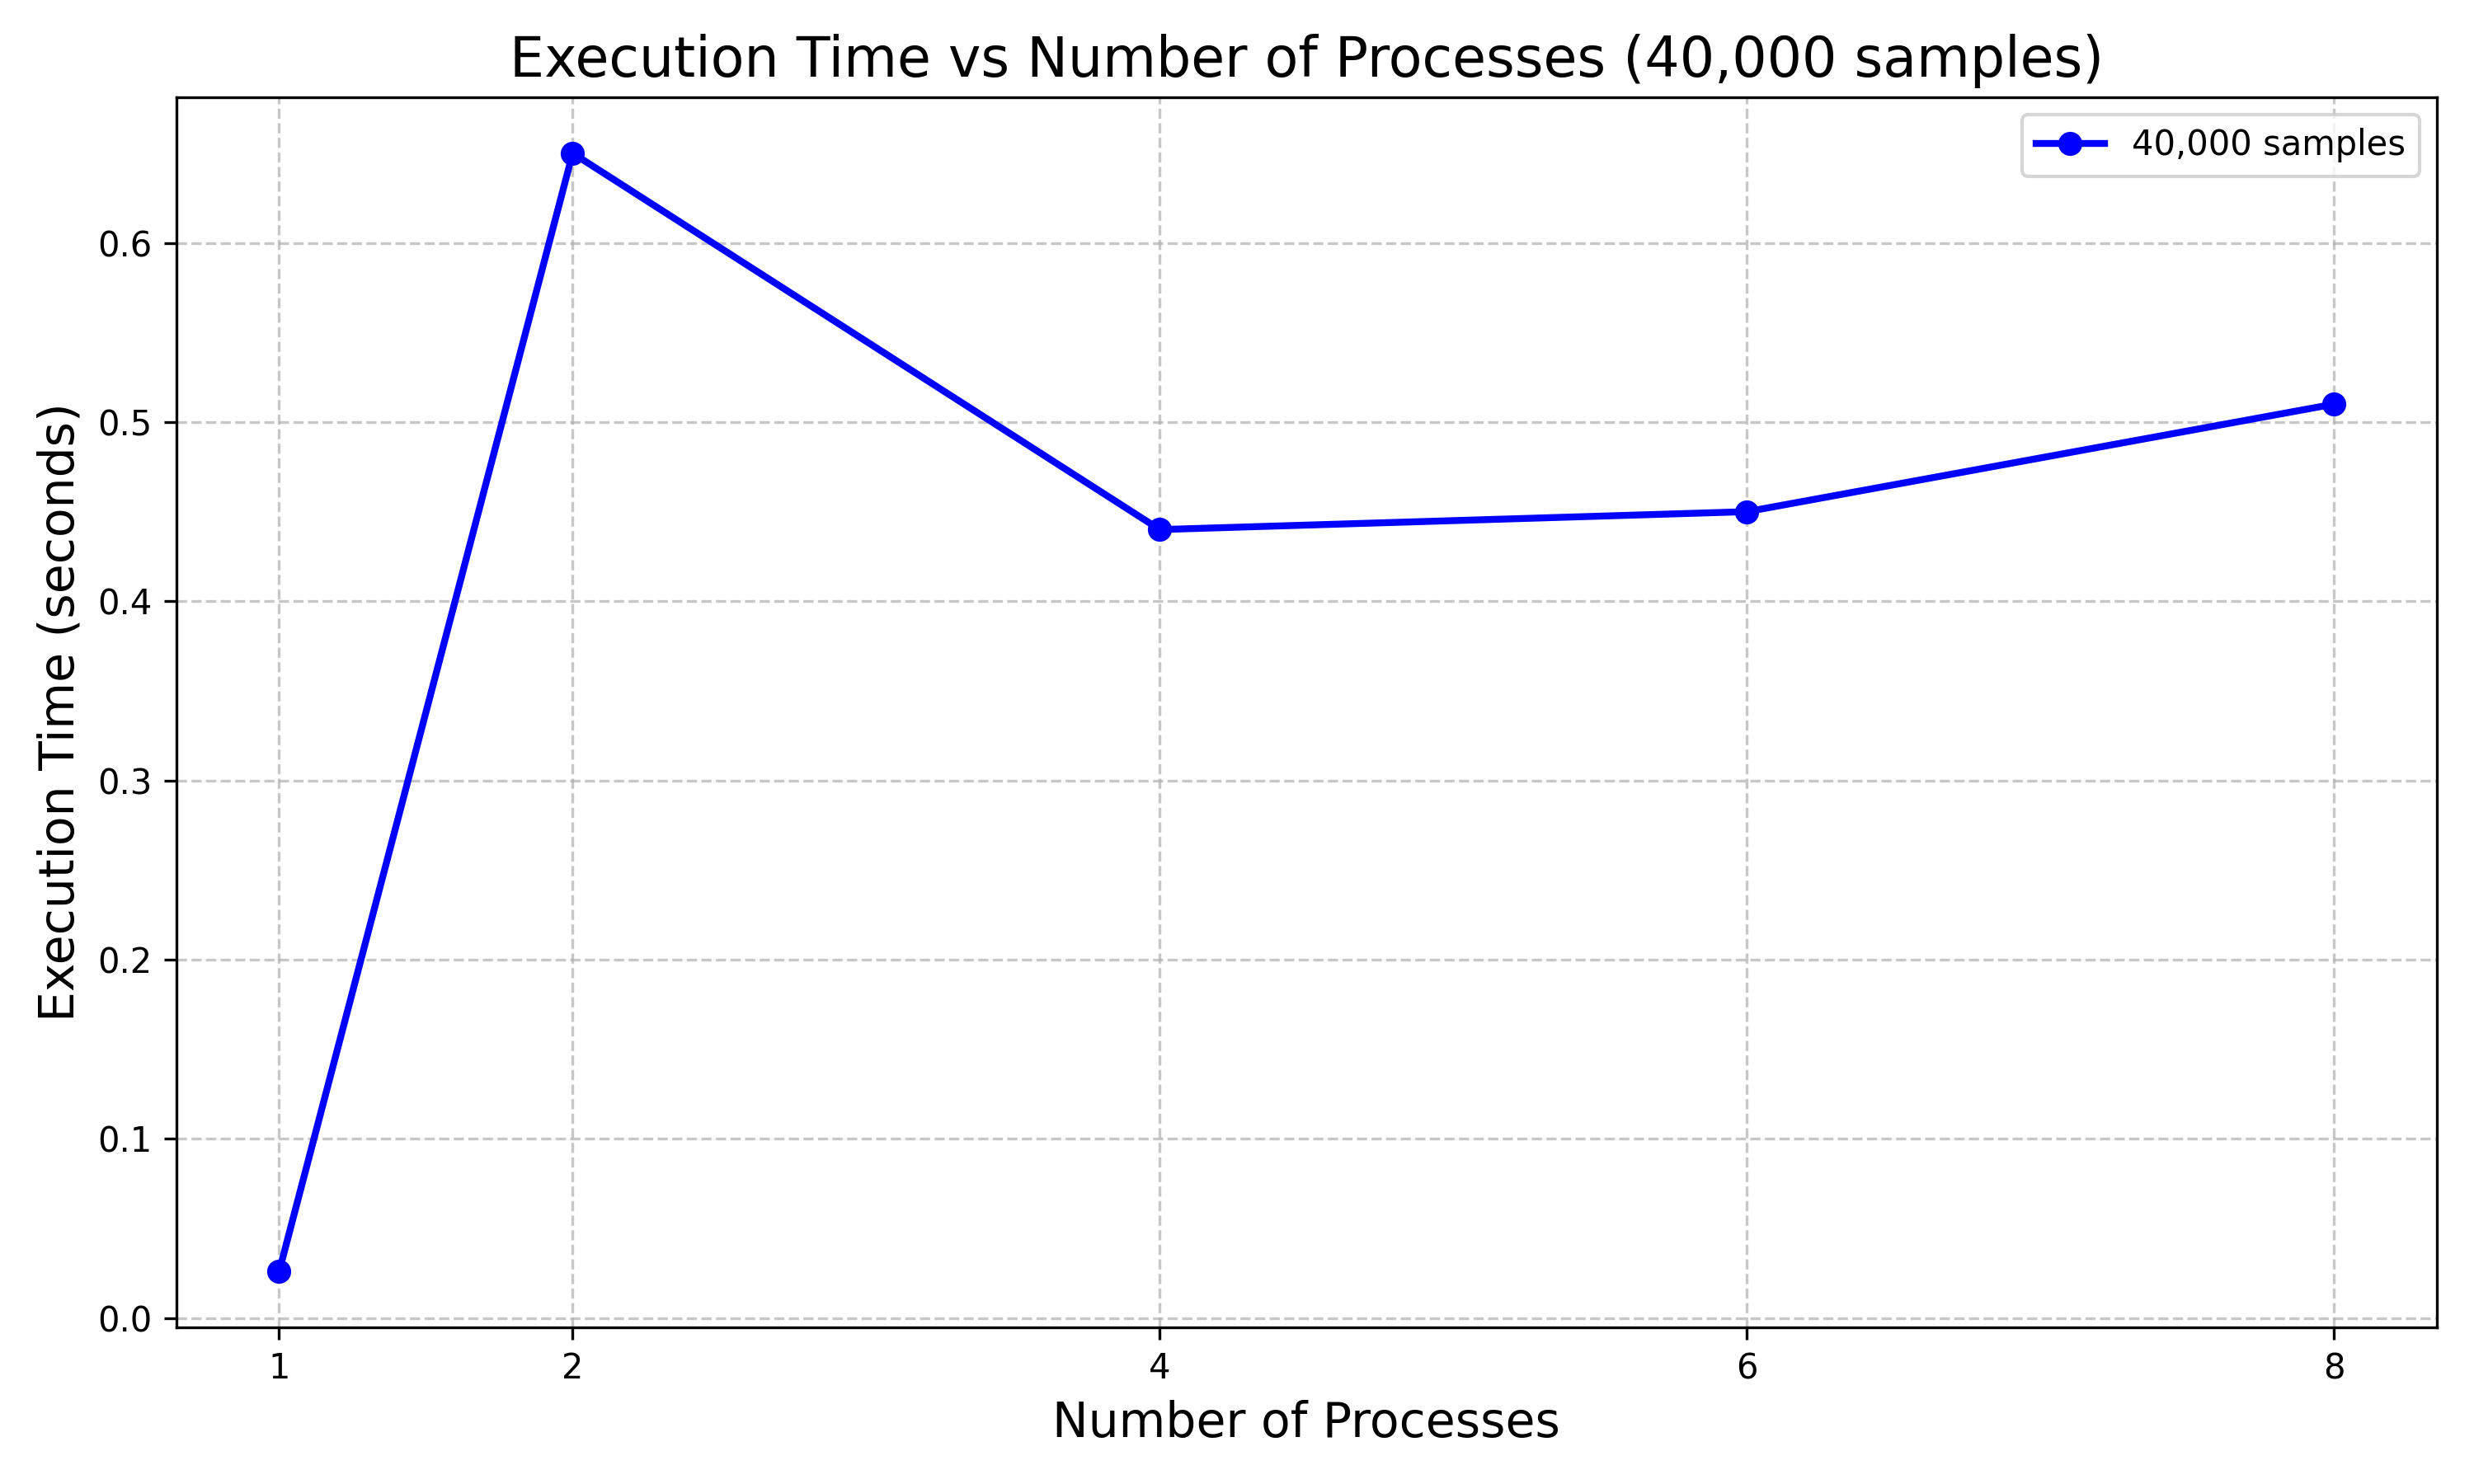 Execution Time vs Number of Processes (40,000 samples)
40,000 samples
Execution Time (seconds)
0.6
0.5
0.4
0.3
0.2
0.1
0.0
1 2 4 6 8
Number of Processes